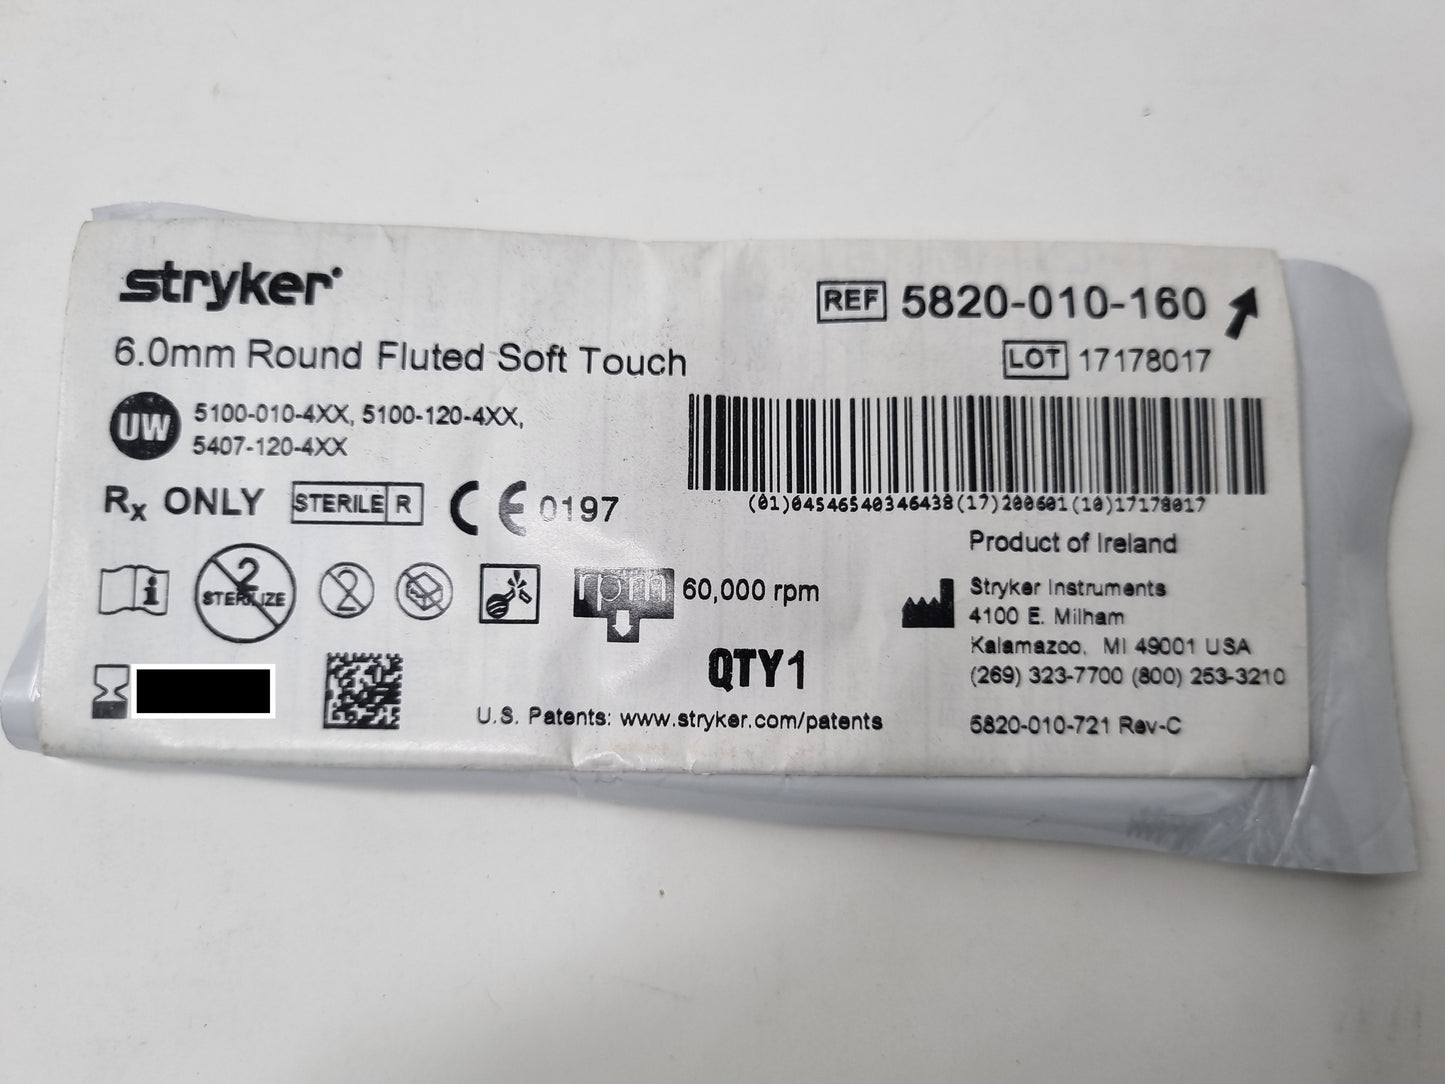 stryker
REF 5820-010-160
6.0mm Round Fluted Soft Touch
LOT 17178017
UW 5100-010-4XX, 5100-120-4XX,
5407-120-4XX
Rx ONLY STERILE R CE 0197
(01)04546540346438(17)200601(10)17178017
Product of Ireland
2 STERILIZE
2
rpm 60,000 rpm
Stryker Instruments
4100 E. Milham
Kalamazoo, MI 49001 USA
(269) 323-7700 (800) 253-3210
QTY1
U.S. Patents: www.stryker.com/patents
5820-010-721 Rev-C